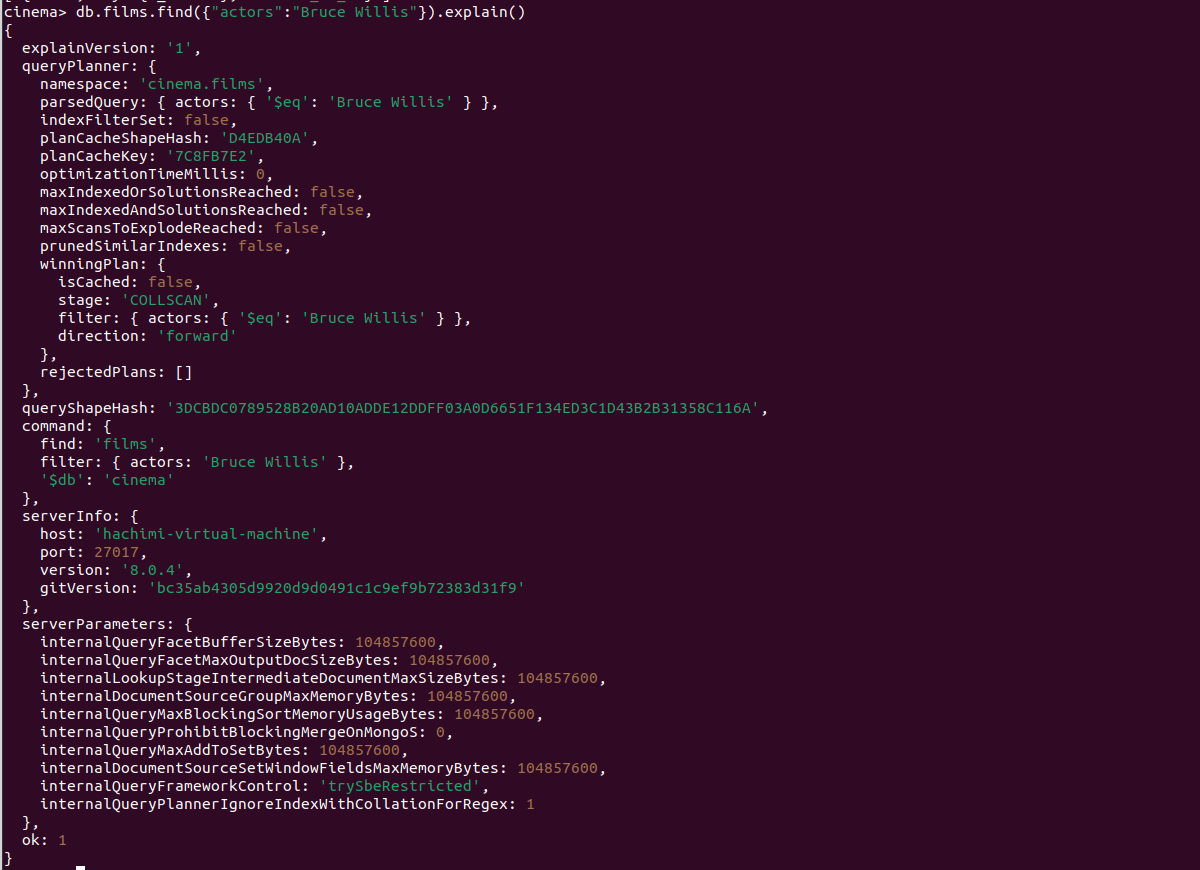 cinema> db.films.find({"actors":"Bruce Willis"}).explain()
{
  explainVersion: '1',
  queryPlanner: {
    namespace: 'cinema.films',
    parsedQuery: { actors: { '$eq': 'Bruce Willis' } },
    indexFilterSet: false,
    planCacheShapeHash: 'D4EDB40A',
    planCacheKey: '7C8FB7E2',
    optimizationTimeMillis: 0,
    maxIndexedOrSolutionsReached: false,
    maxIndexedAndSolutionsReached: false,
    maxScansToExplodeReached: false,
    prunedSimilarIndexes: false,
    winningPlan: {
      isCached: false,
      stage: 'COLLSCAN',
      filter: { actors: { '$eq': 'Bruce Willis' } },
      direction: 'forward'
    },
    rejectedPlans: []
  },
  queryShapeHash: '3DCBDC0789528B20AD10ADDE12DDFF03A0D6651F134ED3C1D43B2B31358C116A',
  command: {
    find: 'films',
    filter: { actors: 'Bruce Willis' },
    '$db': 'cinema'
  },
  serverInfo: {
    host: 'hachimi-virtual-machine',
    port: 27017,
    version: '8.0.4',
    gitVersion: 'bc35ab4305d9920d9d0491c1c9ef9b72383d31f9'
  },
  serverParameters: {
    internalQueryFacetBufferSizeBytes: 104857600,
    internalQueryFacetMaxOutputDocSizeBytes: 104857600,
    internalLookupStageIntermediateDocumentMaxSizeBytes: 104857600,
    internalDocumentSourceGroupMaxMemoryBytes: 104857600,
    internalQueryMaxBlockingSortMemoryUsageBytes: 104857600,
    internalQueryProhibitBlockingMergeOnMongoS: 0,
    internalQueryMaxAddToSetBytes: 104857600,
    internalDocumentSourceSetWindowFieldsMaxMemoryBytes: 104857600,
    internalQueryFrameworkControl: 'trySbeRestricted',
    internalQueryPlannerIgnoreIndexWithCollationForRegex: 1
  },
  ok: 1
}